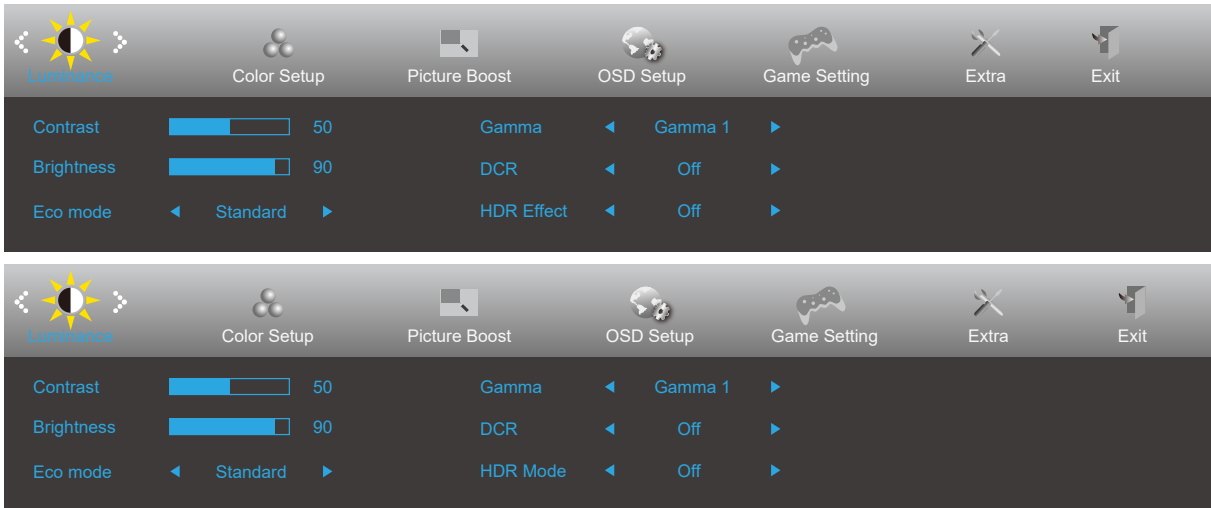 Luminance Color Setup Picture Boost OSD Setup Game Setting Extra Exit
Contrast 50 Gamma Gamma 1
Brightness 90 DCR Off
Eco mode Standard HDR Effect Off
Luminance Color Setup Picture Boost OSD Setup Game Setting Extra Exit
Contrast 50 Gamma Gamma 1
Brightness 90 DCR Off
Eco mode Standard HDR Mode Off